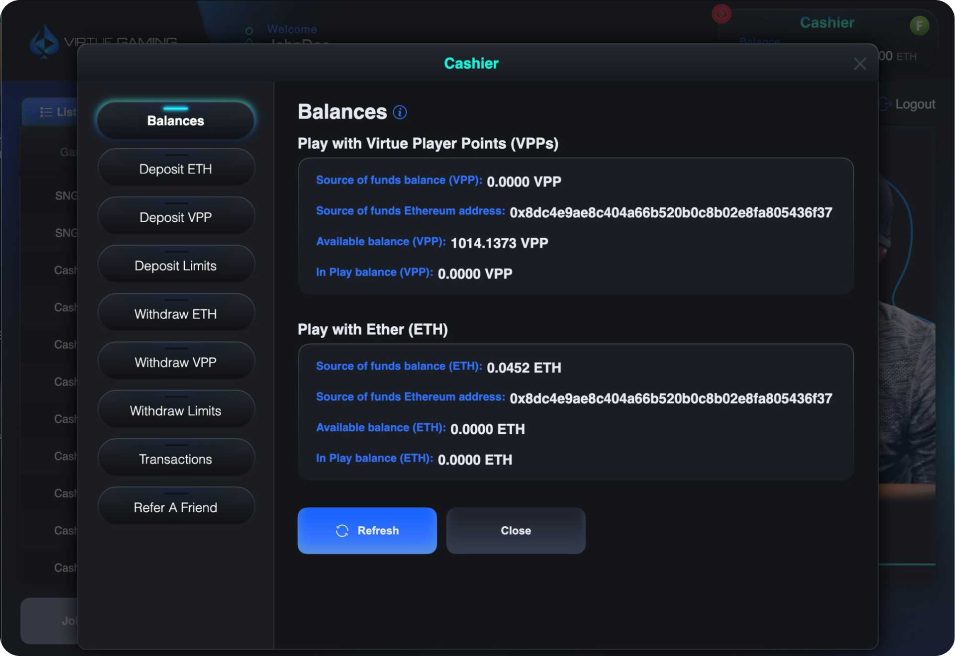 Welcome
VIRTUE GAMING
Cashier
F
Balance
00 ETH
Cashier
List
Logout
Balances
Deposit ETH
Deposit VPP
Deposit Limits
Withdraw ETH
Withdraw VPP
Withdraw Limits
Transactions
Refer A Friend
SNG
SNG
Cash
Cash
Cash
Cash
Cash
Cash
Cash
Cash
Cash
Balances
Play with Virtue Player Points (VPPs)
Source of funds balance (VPP): 0.0000 VPP
Source of funds Ethereum address: 0x8dc4e9ae8c404a66b520b0c8b02e8fa805436f37
Available balance (VPP): 1014.1373 VPP
In Play balance (VPP): 0.0000 VPP
Play with Ether (ETH)
Source of funds balance (ETH): 0.0452 ETH
Source of funds Ethereum address: 0x8dc4e9ae8c404a66b520b0c8b02e8fa805436f37
Available balance (ETH): 0.0000 ETH
In Play balance (ETH): 0.0000 ETH
Refresh
Close